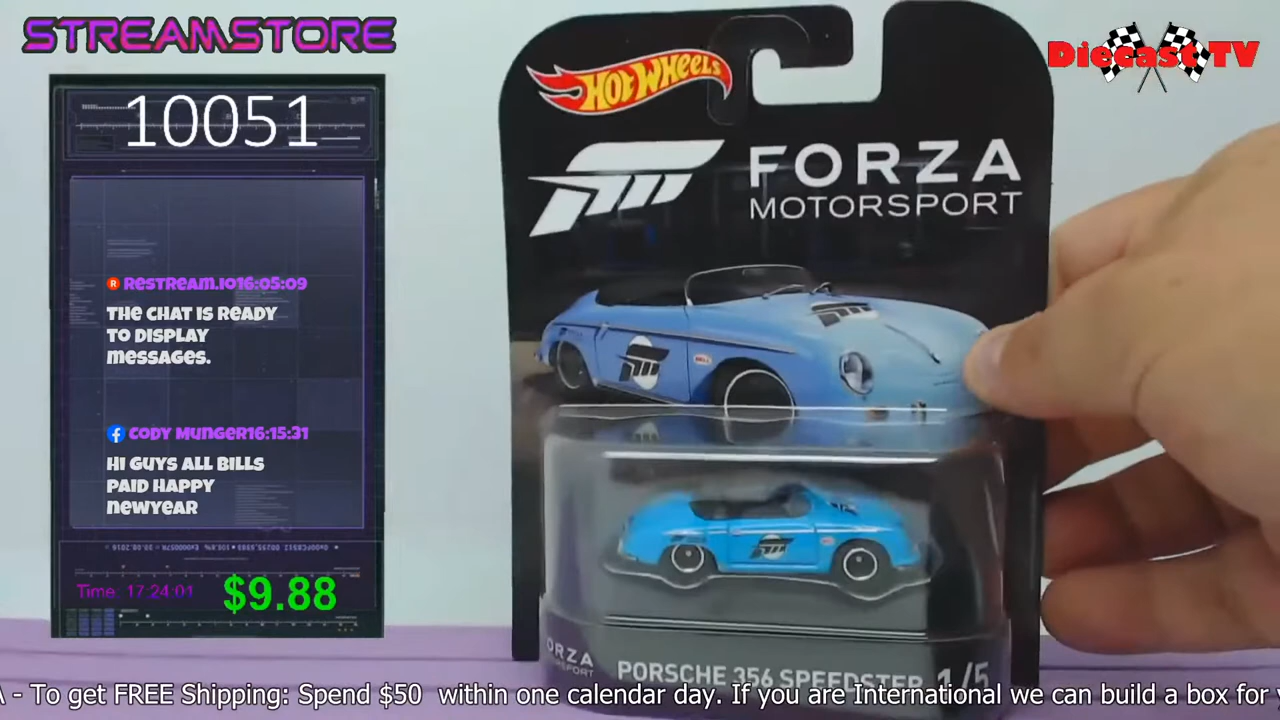 STREAMSTORE
10051
RESTREAM.IO16:05:09
THE CHAT IS READY
TO DISPLAY
MESSAGES.
CODY MUNGER16:15:31
HI GUYS ALL BILLS
PAID HAPPY
NEWYEAR
Time: 17:24:01
$9.88
Diecast TV
HOT WHEELS
FORZA
MOTORSPORT
PORSCHE 356 SPEEDSTER 1/5
A - To get FREE Shipping: Spend $50 within one calendar day. If you are International we can build a box for